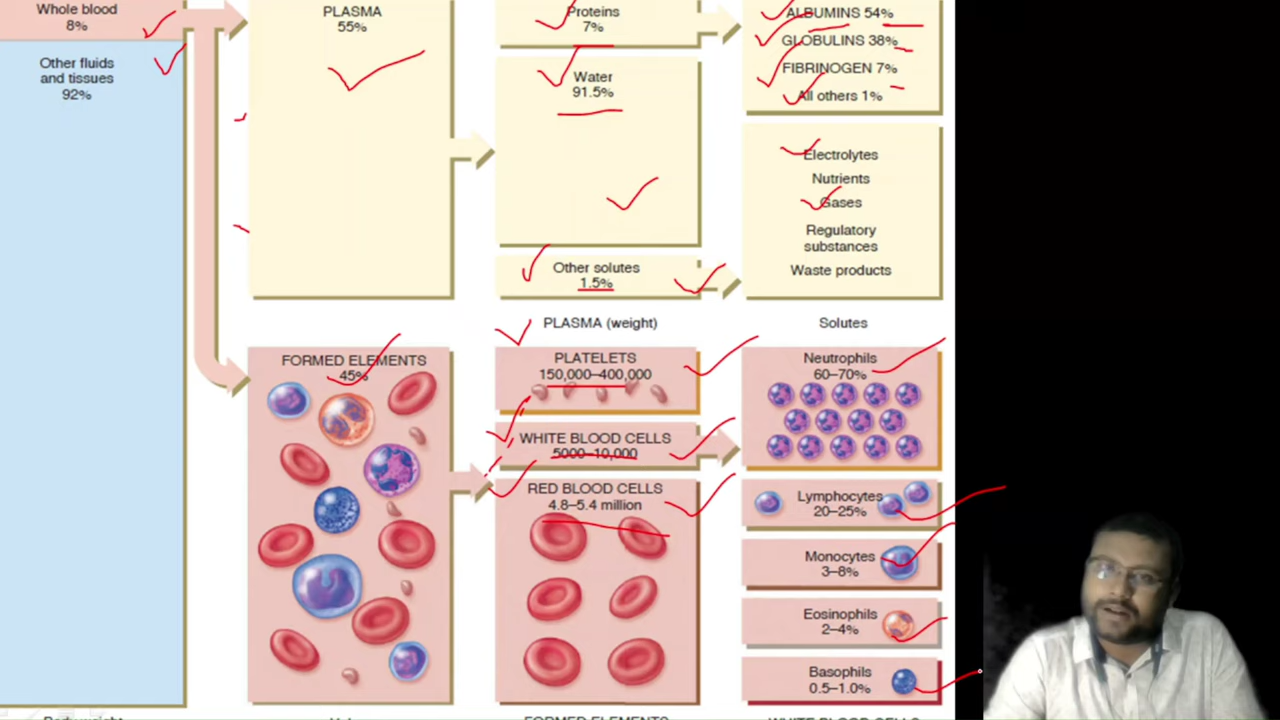 Whole blood
8%
Other fluids
and tissues
92%
PLASMA
55%
Proteins
7%
Water
91.5%
Other solutes
1.5%
PLASMA (weight)
ALBUMINS 54%
GLOBULINS 38%
FIBRINOGEN 7%
All others 1%
Electrolytes
Nutrients
Gases
Regulatory
substances
Waste products
Solutes
FORMED ELEMENTS
45%
PLATELETS
150,000–400,000
WHITE BLOOD CELLS
5000–10,000
RED BLOOD CELLS
4.8–5.4 million
Neutrophils
60–70%
Lymphocytes
20–25%
Monocytes
3–8%
Eosinophils
2–4%
Basophils
0.5–1.0%